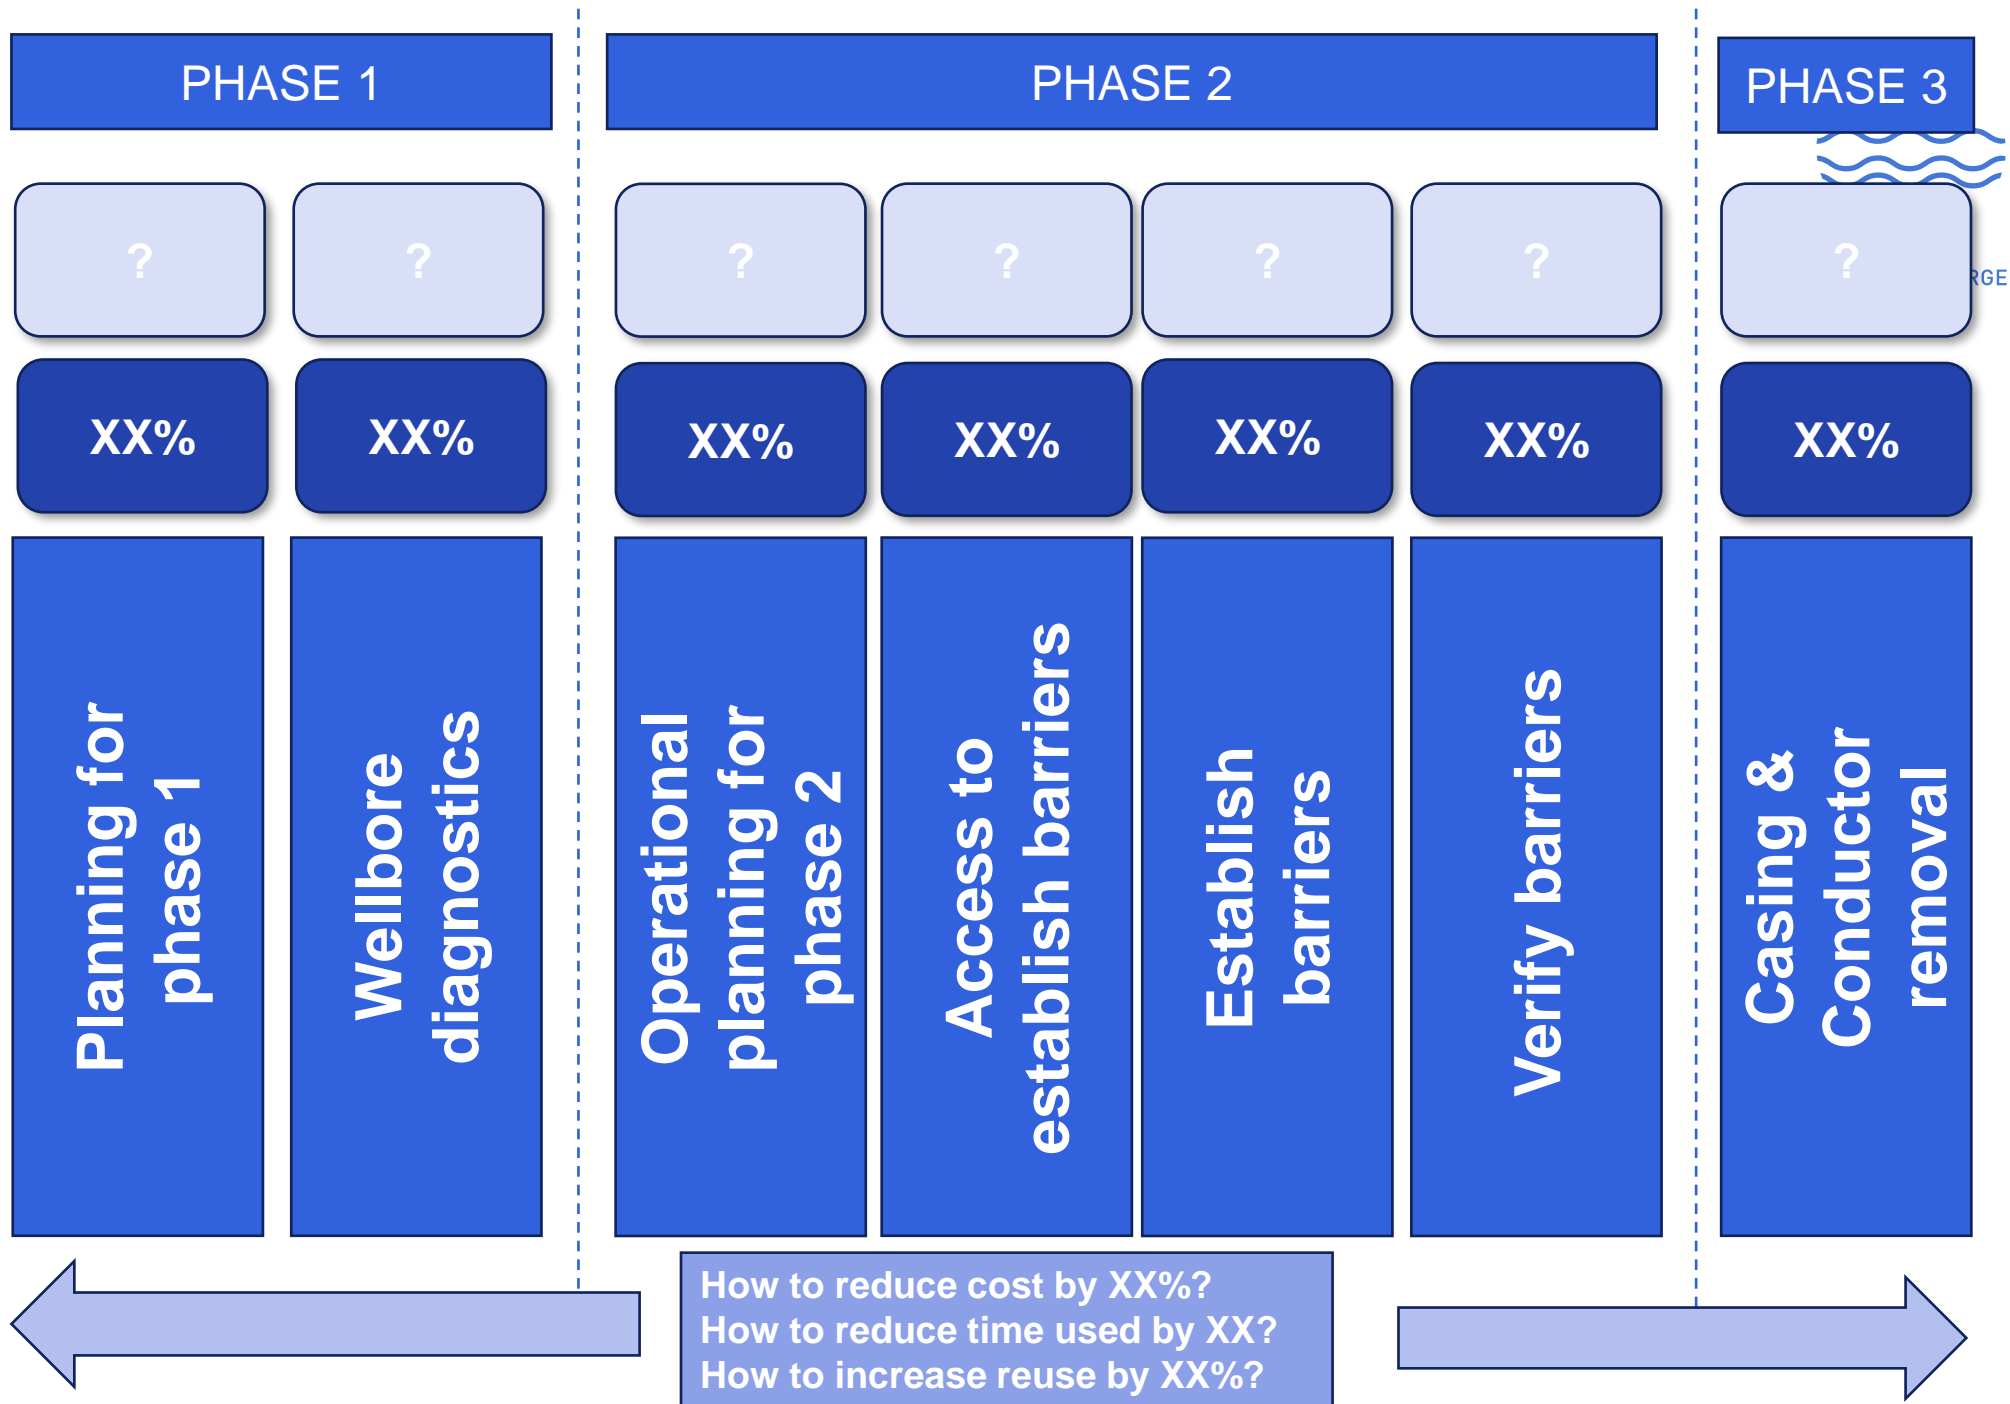 PHASE 1
PHASE 2
PHASE 3
?
?
?
?
?
?
?
RGE
XX%
XX%
XX%
XX%
XX%
XX%
XX%
Planning for
phase 1
Wellbore
diagnostics
Operational
planning for
phase 2
Access to
establish barriers
Establish
barriers
Verify barriers
Casing &
Conductor
removal
How to reduce cost by XX%?
How to reduce time used by XX?
How to increase reuse by XX%?